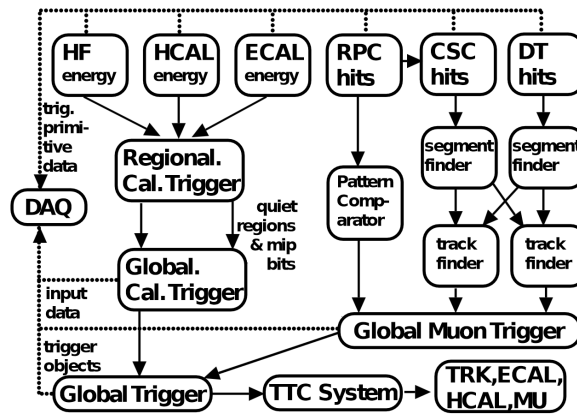 HF
energy
HCAL
energy
ECAL
energy
RPC
hits
CSC
hits
DT
hits
trig.
primi-
tive
data
segment
finder
segment
finder
Regional.
Cal. Trigger
Pattern
Comp-
arator
DAQ
quiet
regions
& mip
bits
track
finder
track
finder
Global.
Cal. Trigger
input
data
Global Muon Trigger
trigger
objects
Global Trigger
TTC System
TRK,ECAL,
HCAL,MU